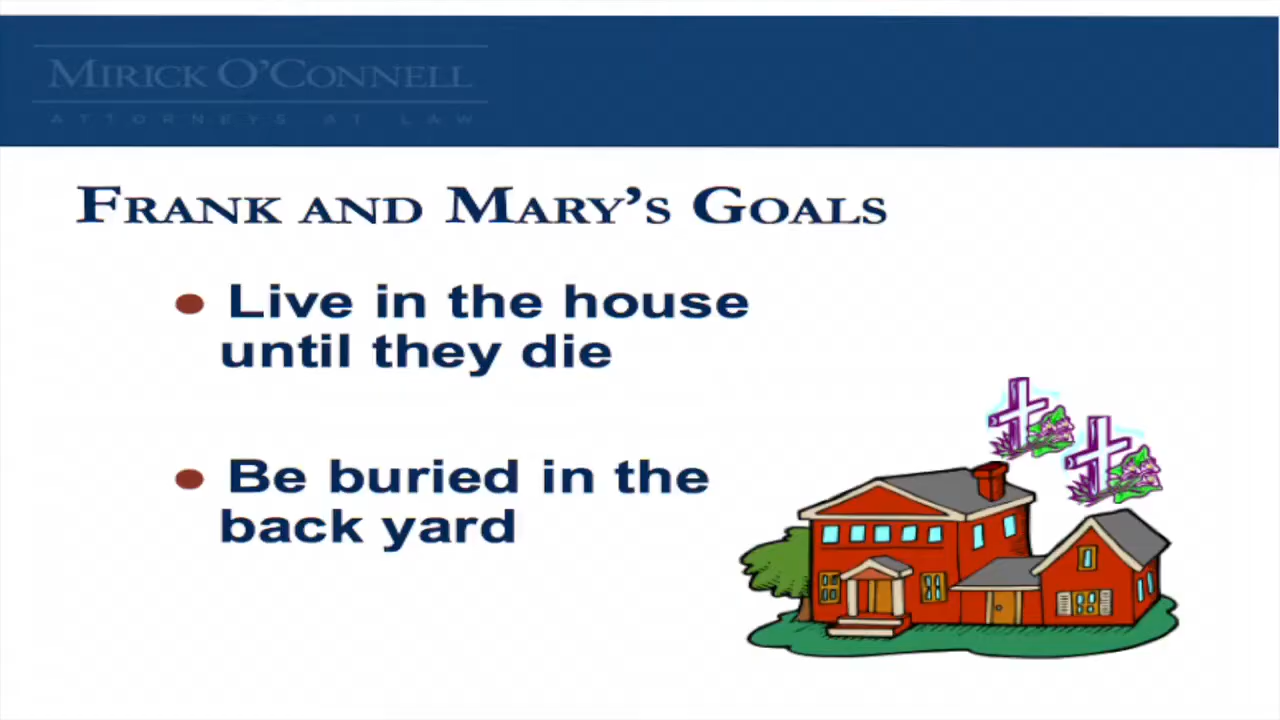 MIRICK O'CONNELL
ATTORNEYS AT LAW
FRANK AND MARY'S GOALS
• Live in the house
until they die
• Be buried in the
back yard